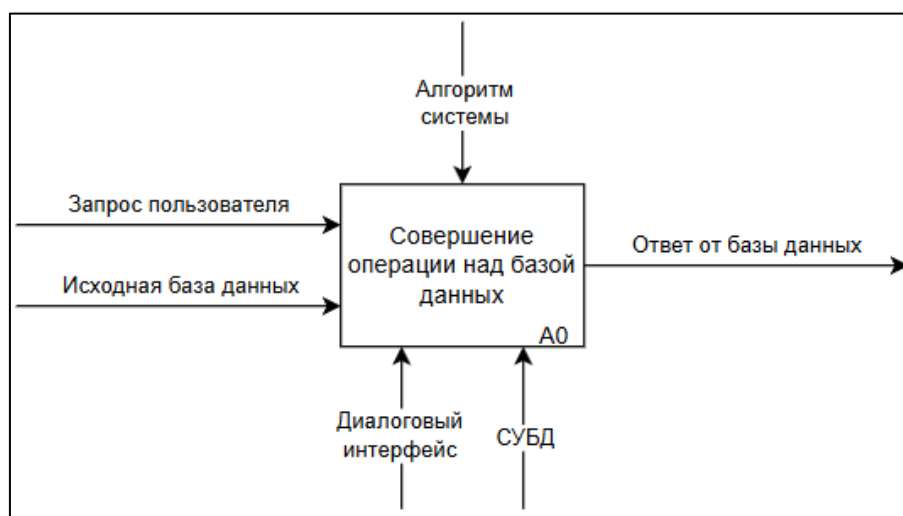 Алгоритм
системы
Запрос пользователя
Исходная база данных
Совершение
операции над базой
данных
A0
Ответ от базы данных
Диалоговый
интерфейс
СУБД